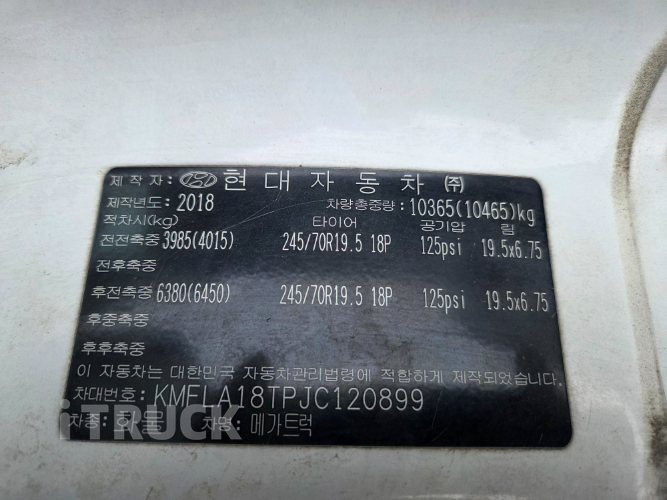 제 작 자: 현대자동차 ㈜
제작년도: 2018 차량총중량: 10365(10465)kg
적차시(kg) 타이어 공기압 림
전전축중 3985(4015) 245/70R19.5 18P 125psi 19.5x6.75
전후축중
후전축중 6380(6450) 245/70R19.5 18P 125psi 19.5x6.75
후중축중
후후축중
이 자동차는 대한민국 자동차관리법령에 적합하게 제작되었습니다.
차대번호: KMFLA18TPJC120899
차종: 화물 차명: 메가트럭
iTRUCK